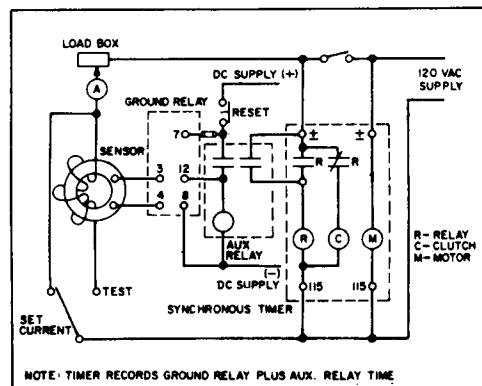 LOAD BOX
A
DC SUPPLY (+)
120 VAC
SUPPLY
GROUND RELAY
RESET
7
SENSOR
3
12
4
8
± ±
R R
R C M
AUX
RELAY
R- RELAY
C- CLUTCH
M- MOTOR
(-)
DC SUPPLY
TEST
115 115
SET
CURRENT
SYNCHRONOUS TIMER
NOTE: TIMER RECORDS GROUND RELAY PLUS AUX. RELAY TIME